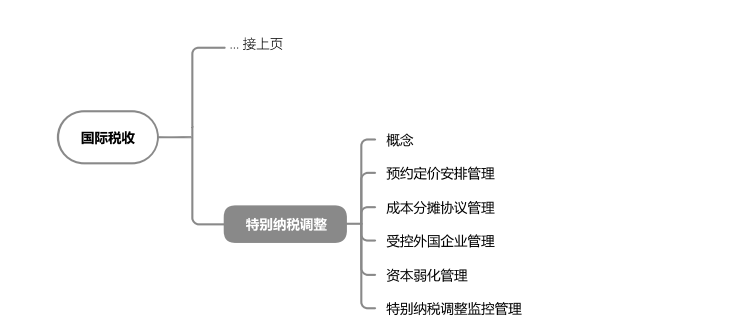 ... 接上页
国际税收
概念
预约定价安排管理
成本分摊协议管理
特别纳税调整
受控外国企业管理
资本弱化管理
特别纳税调整监控管理